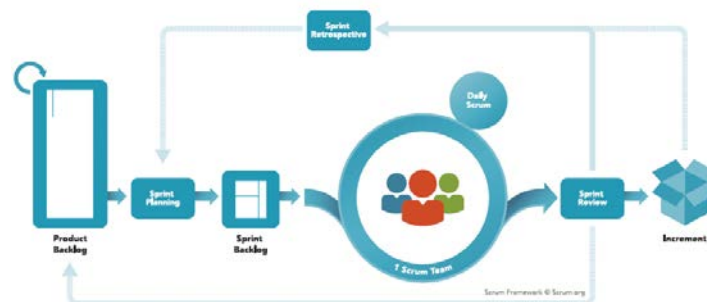 Sprint
Retrospective
Daily
Scrum
Sprint
Planning
Sprint
Review
Product
Backlog
Sprint
Backlog
Increment
1 Scrum Team
Scrum Framework © Scrum.org